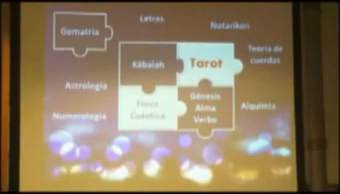 Letras
Notarikon
Gematria
Teoría de
cuerdas
Kábalah
Tarot
Astrología
Física
Cuántica
Génesis
Alma
Verbo
Alquimia
Numerología